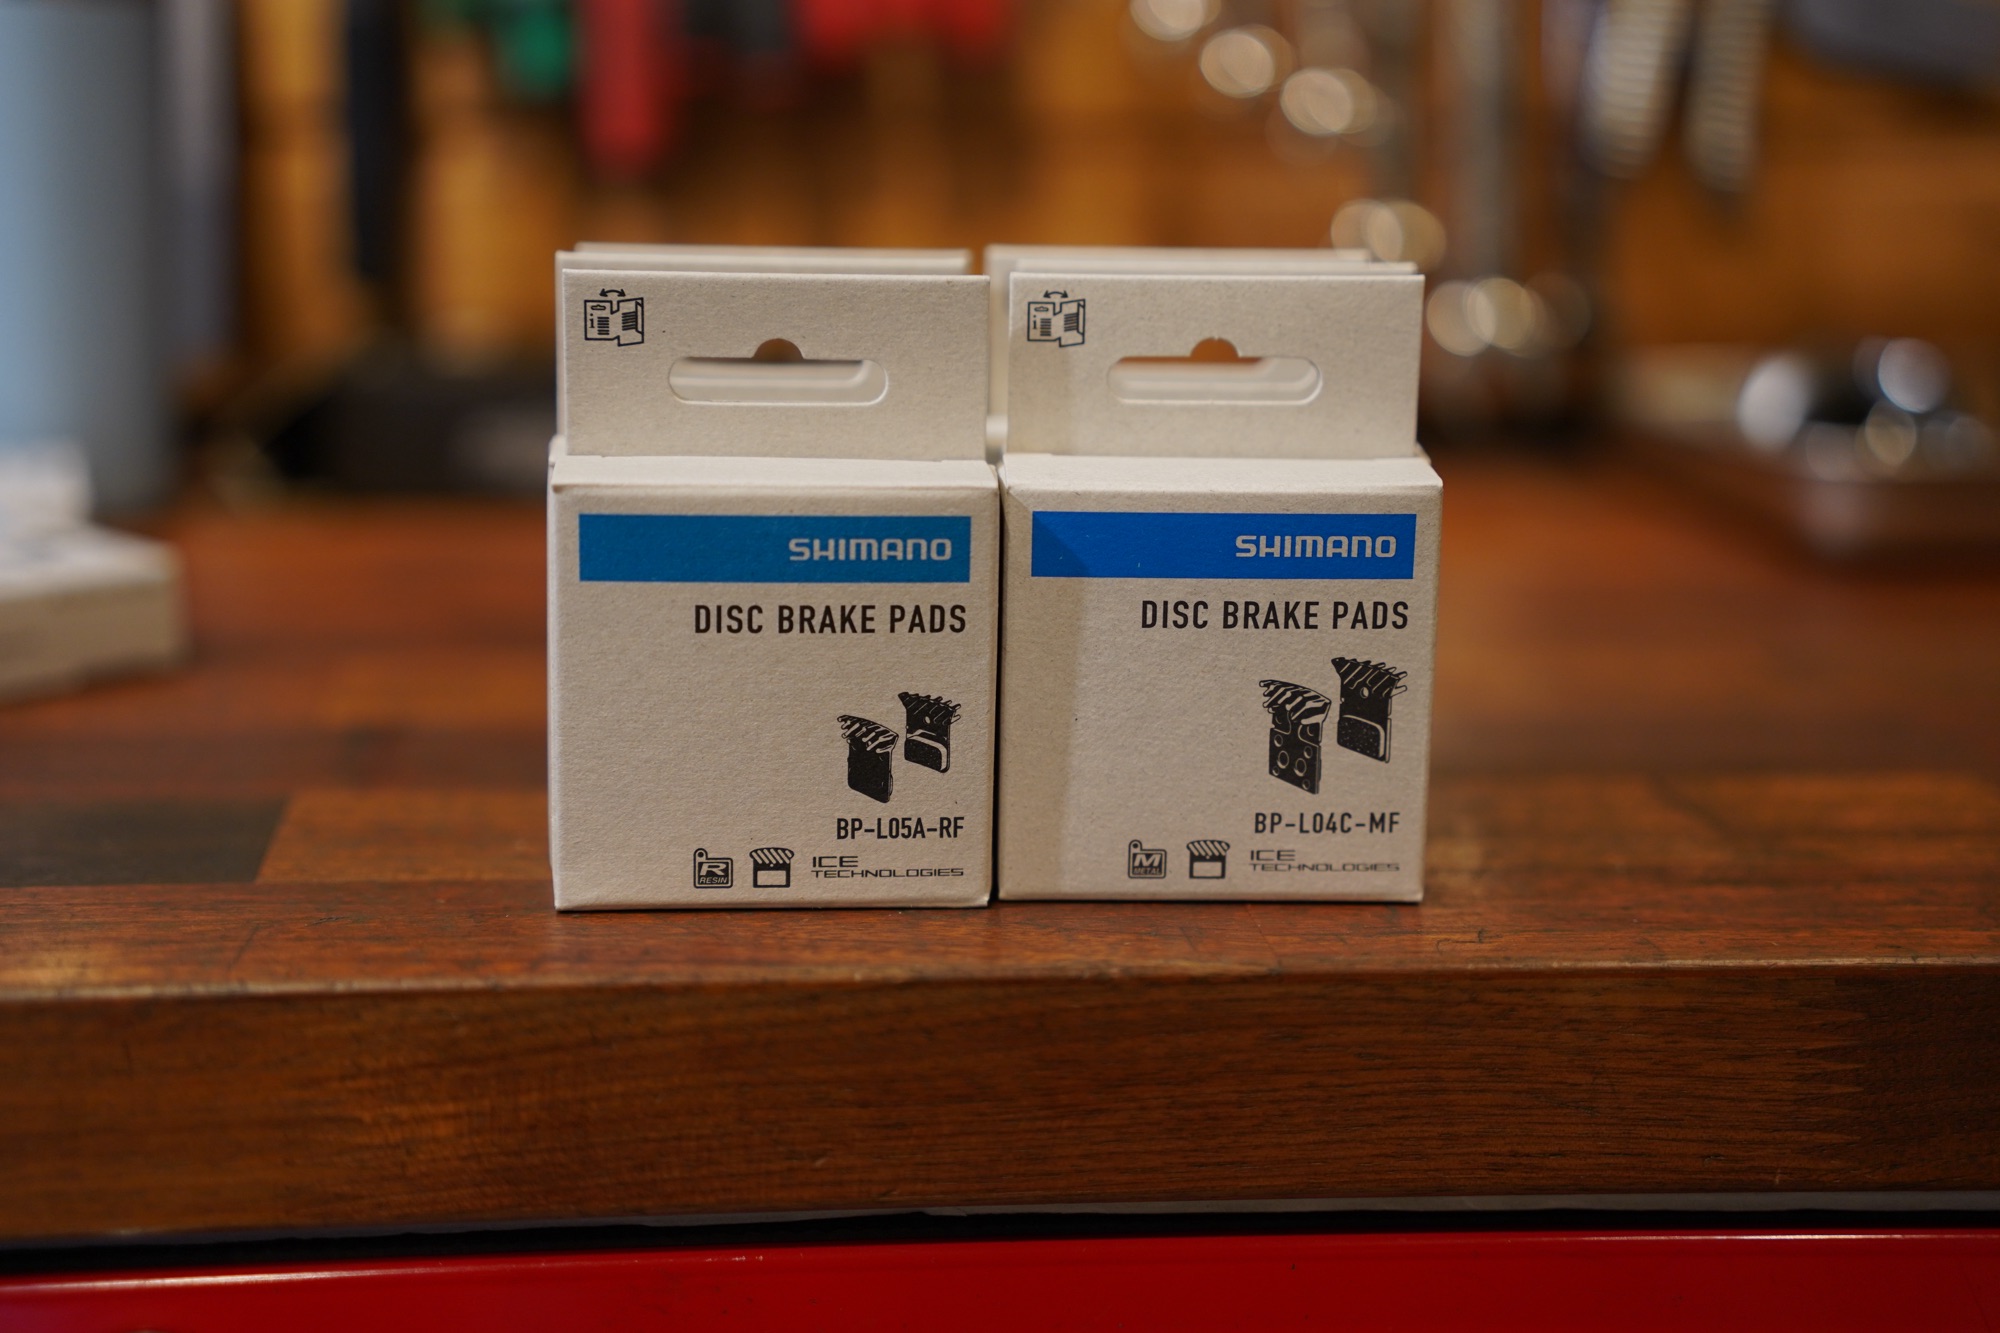 SHIMANO
DISC BRAKE PADS
BP-L05A-RF
R
RESIN
ICE
TECHNOLOGIES
SHIMANO
DISC BRAKE PADS
BP-L04C-MF
M
METAL
ICE
TECHNOLOGIES